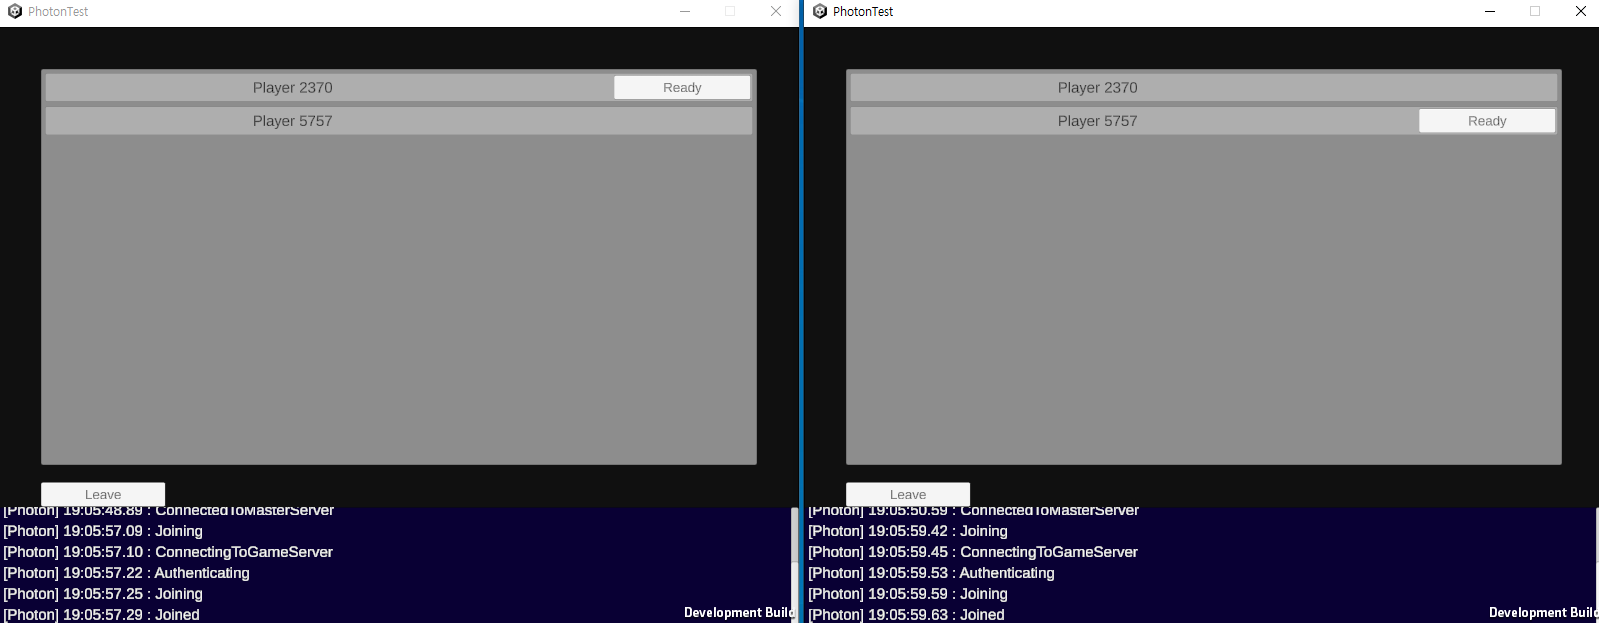 PhotonTest
Player 2370 Ready
Player 5757
Leave
[Photon] 19:05:48.89 : ConnectedToMasterServer
[Photon] 19:05:57.09 : Joining
[Photon] 19:05:57.10 : ConnectingToGameServer
[Photon] 19:05:57.22 : Authenticating
[Photon] 19:05:57.25 : Joining
[Photon] 19:05:57.29 : Joined
Development Build
PhotonTest
Player 2370
Player 5757 Ready
Leave
[Photon] 19:05:50.59 : ConnectedToMasterServer
[Photon] 19:05:59.42 : Joining
[Photon] 19:05:59.45 : ConnectingToGameServer
[Photon] 19:05:59.53 : Authenticating
[Photon] 19:05:59.59 : Joining
[Photon] 19:05:59.63 : Joined
Development Build